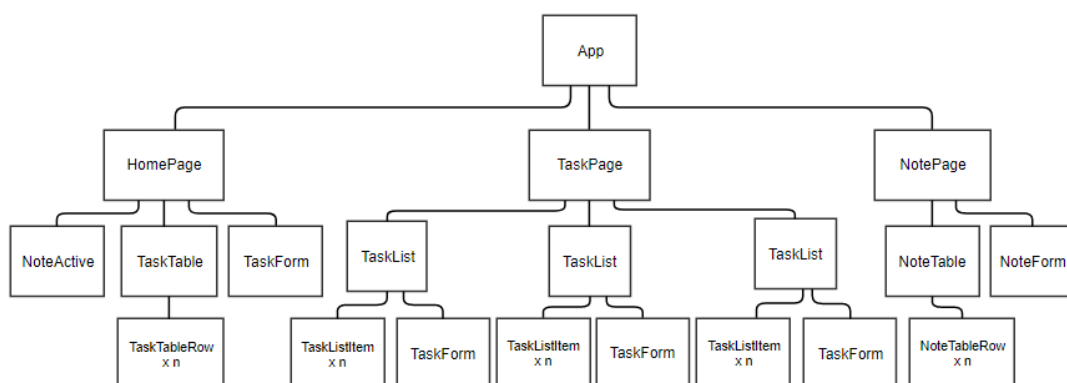 App
HomePage
TaskPage
NotePage
NoteActive
TaskTable
TaskForm
TaskList
TaskList
TaskList
NoteTable
NoteForm
TaskTableRow
x n
TaskListItem
x n
TaskForm
TaskListItem
x n
TaskForm
TaskListItem
x n
TaskForm
NoteTableRow
x n